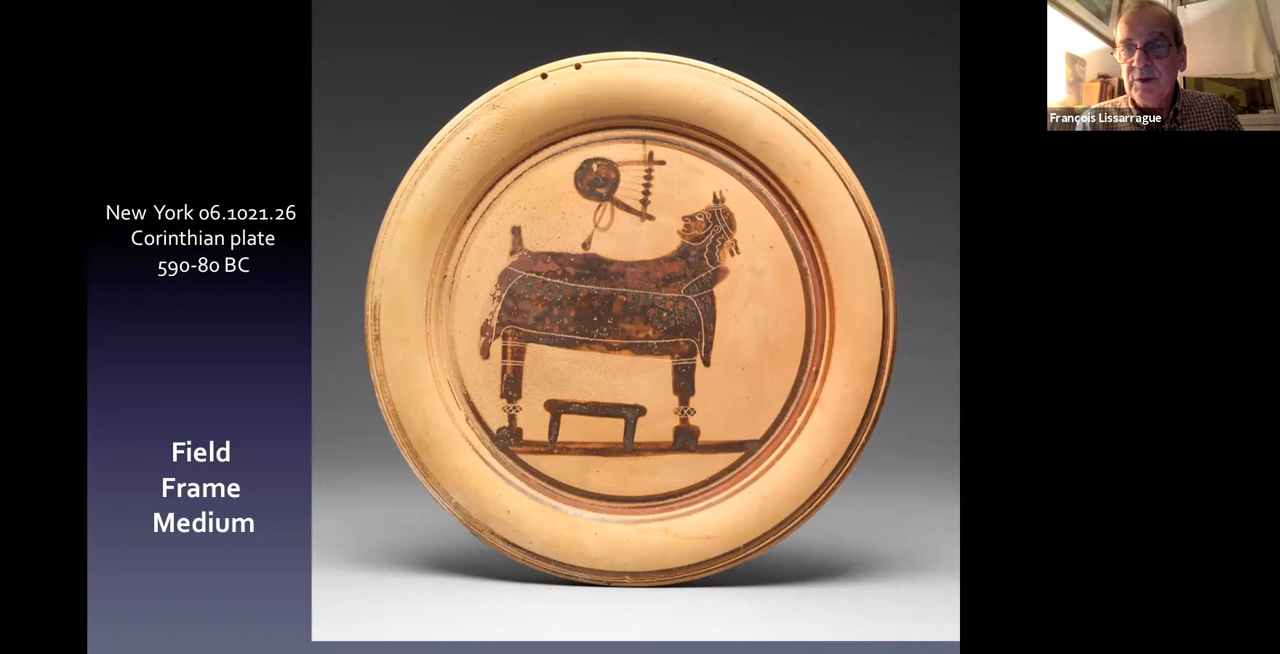 New York 06.1021.26
Corinthian plate
590-80 BC
Field
Frame
Medium
François Lissarrague